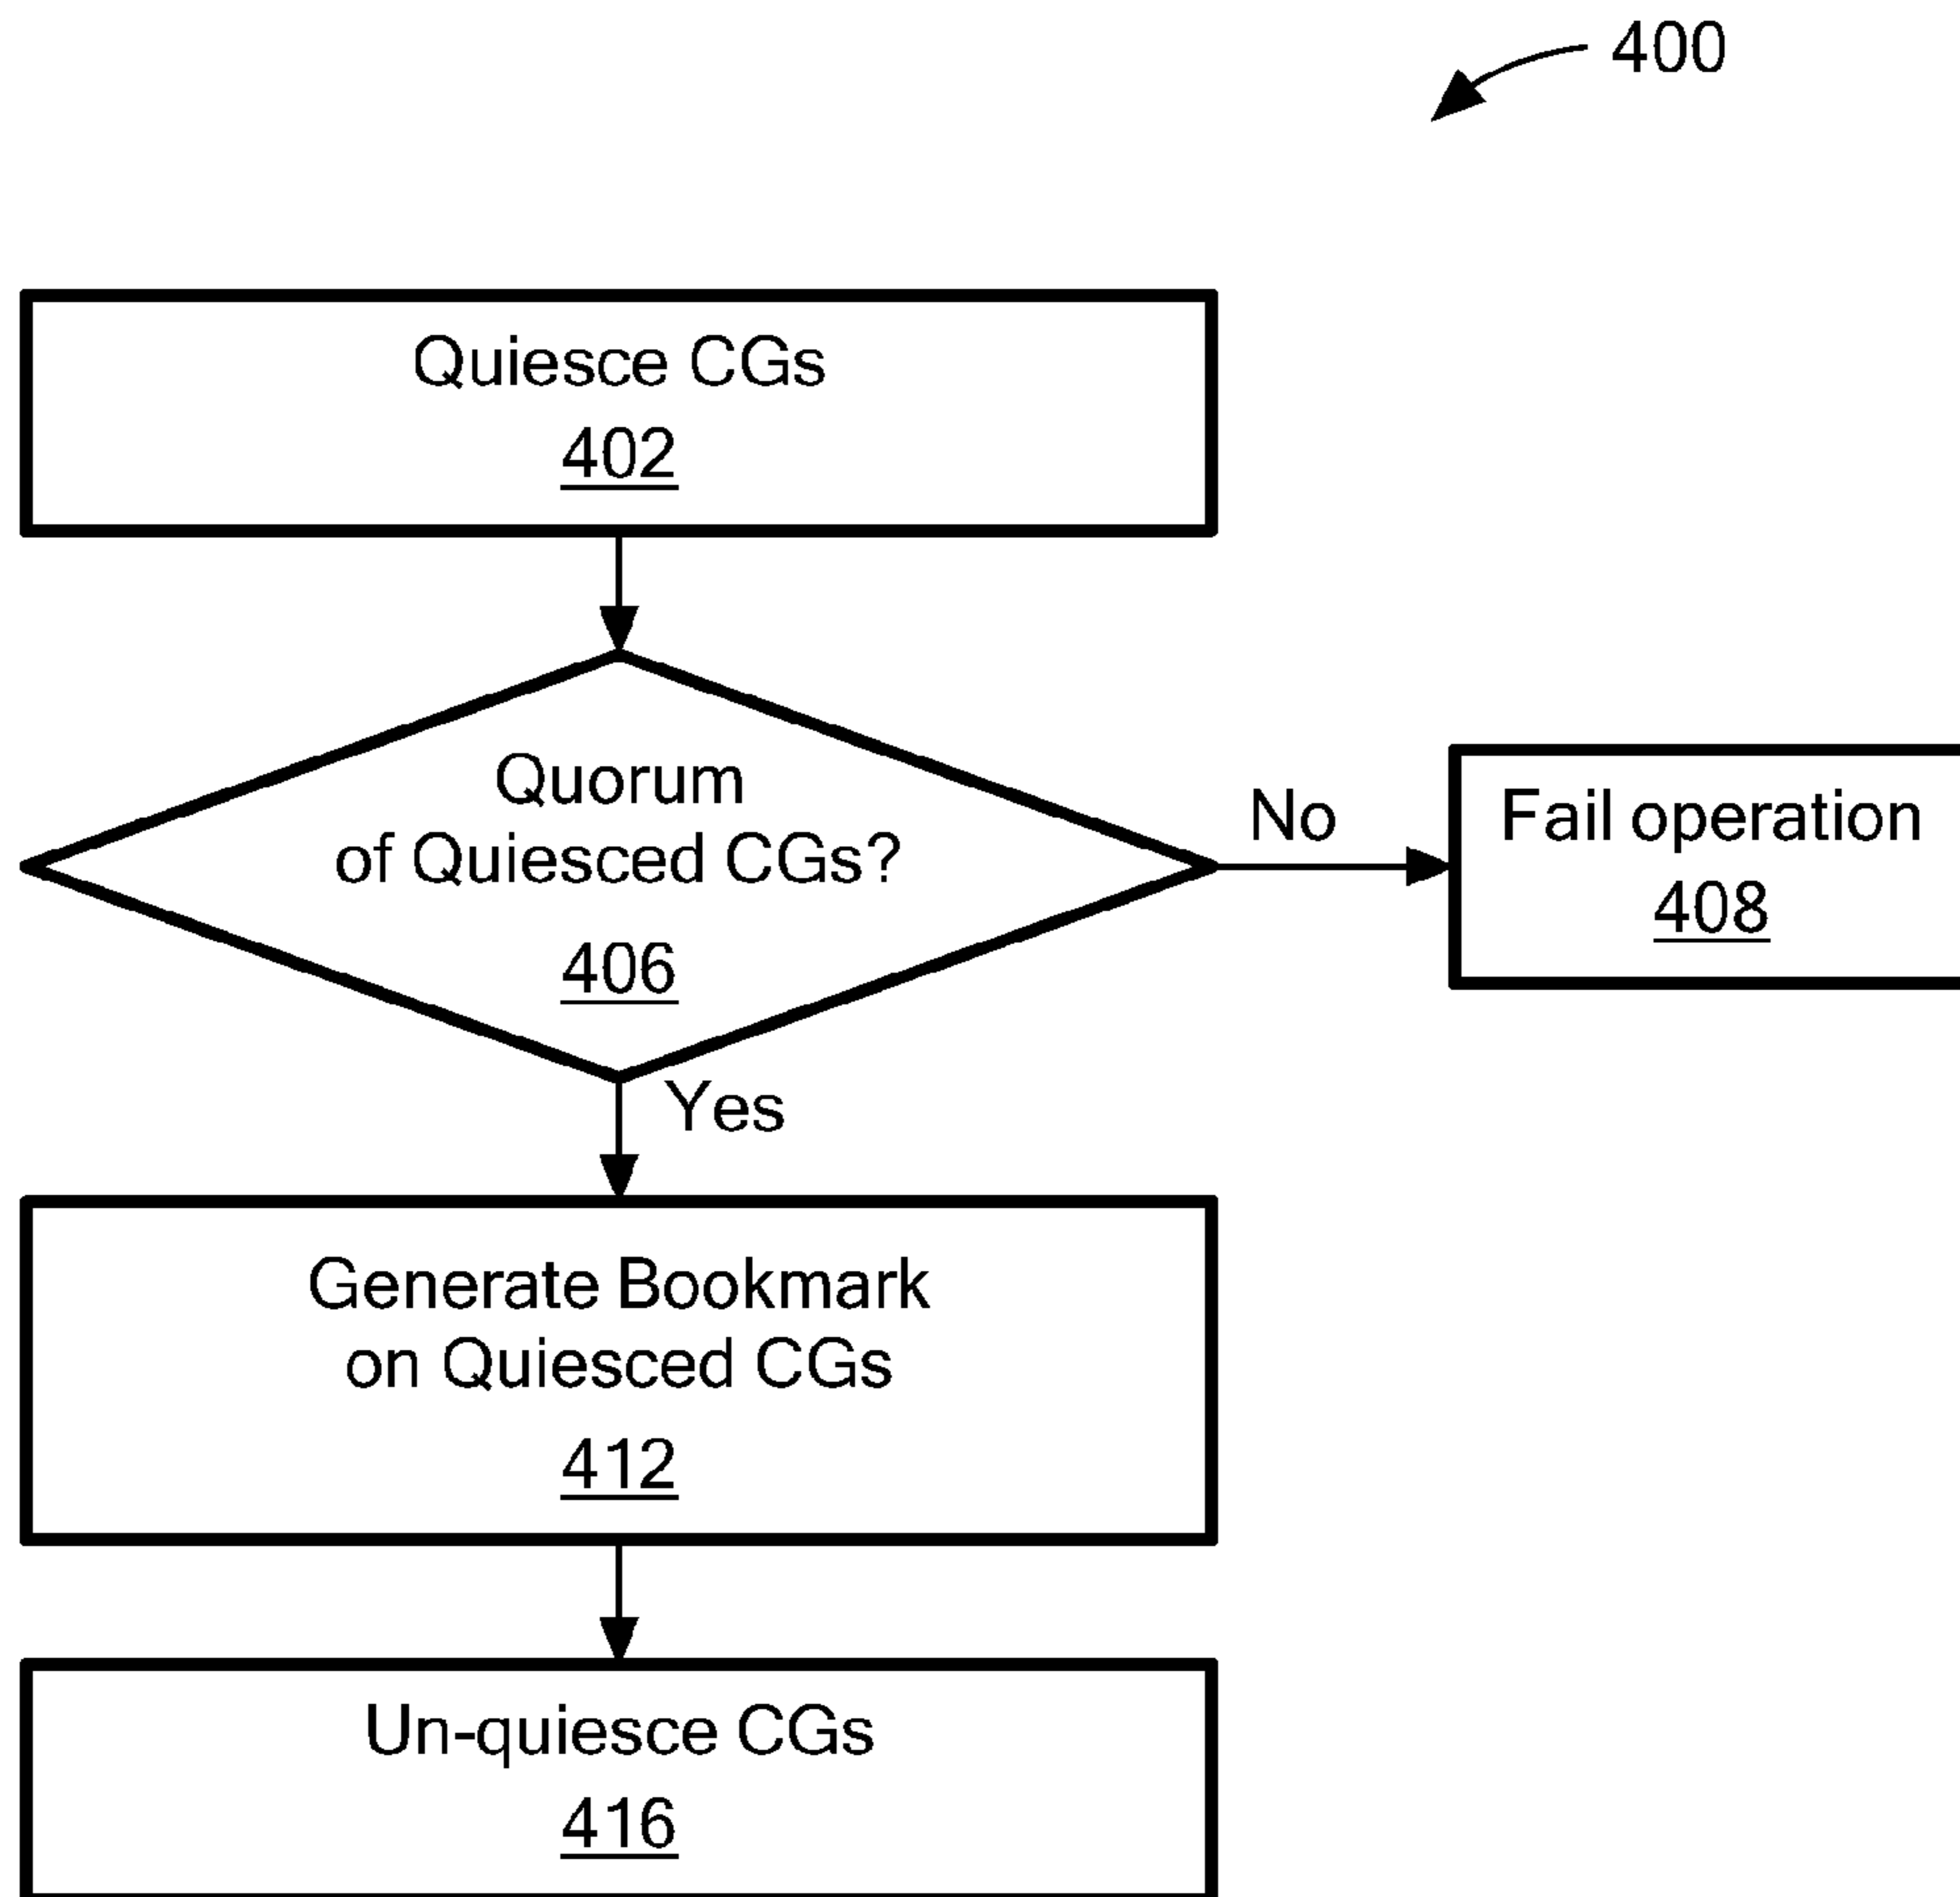 400
Quiesce CGs
402
Quorum
of Quiesced CGs?
406
No
Fail operation
408
Yes
Generate Bookmark
on Quiesced CGs
412
Un-quiesce CGs
416